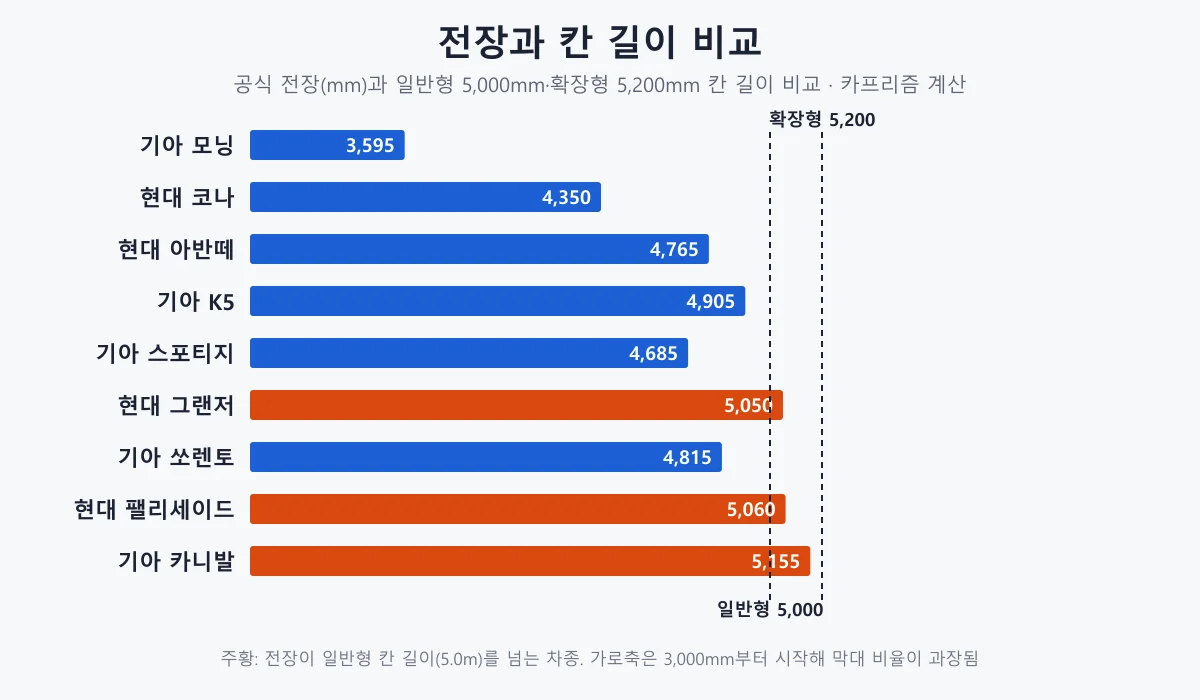 전장과 칸 길이 비교
공식 전장(mm)과 일반형 5,000mm·확장형 5,200mm 칸 길이 비교 · 카프리즘 계산
확장형 5,200
기아 모닝 3,595
현대 코나 4,350
현대 아반떼 4,765
기아 K5 4,905
기아 스포티지 4,685
현대 그랜저 5,050
기아 쏘렌토 4,815
현대 팰리세이드 5,060
기아 카니발 5,155
일반형 5,000
주황: 전장이 일반형 칸 길이(5.0m)를 넘는 차종. 가로축은 3,000mm부터 시작해 막대 비율이 과장됨